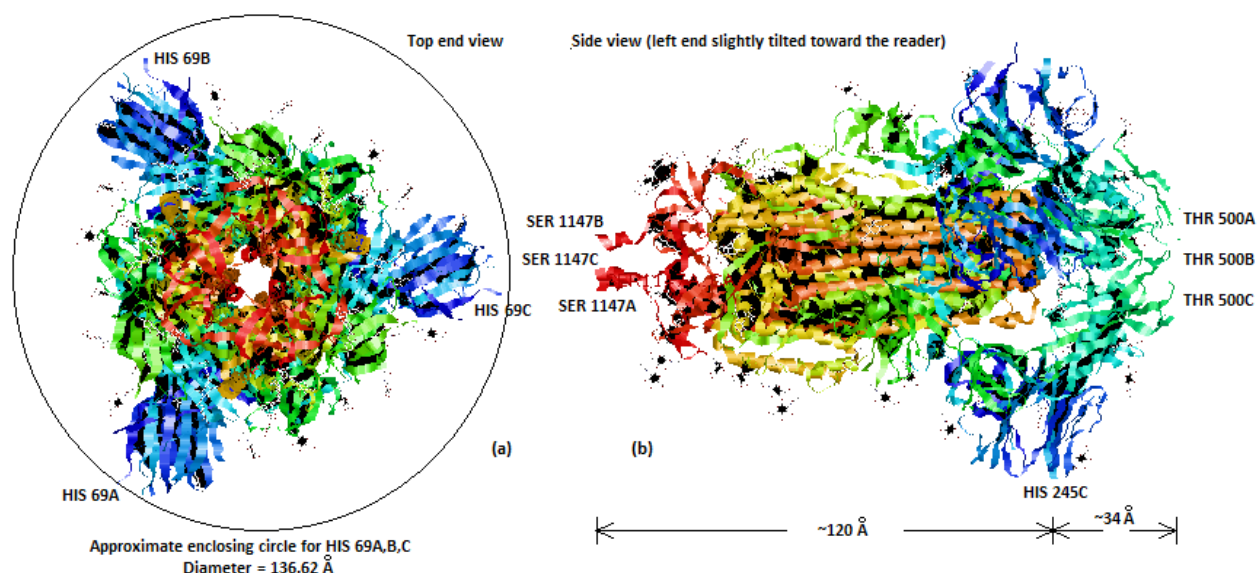 Top end view
HIS 69B
HIS 69C
HIS 69A
(a)
Approximate enclosing circle for HIS 69A,B,C
Diameter = 136.62 Å
Side view (left end slightly tilted toward the reader)
SER 1147B
SER 1147C
SER 1147A
THR 500A
THR 500B
THR 500C
(b)
HIS 245C
~120 Å
~34 Å